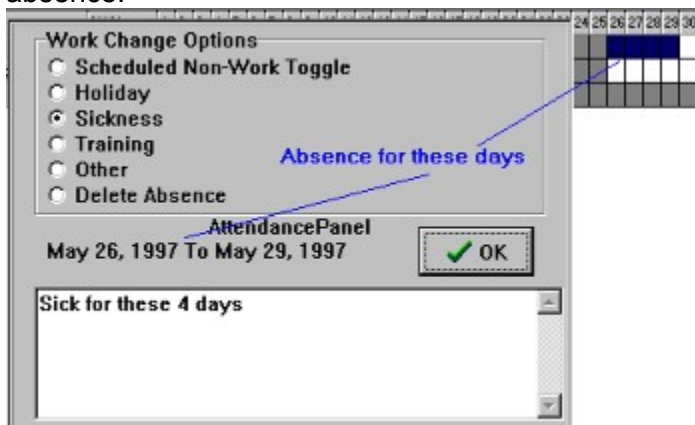 absence.
24 25 26 27 28 29 30
Work Change Options
Scheduled Non-Work Toggle
Holiday
Sickness
Training
Other
Delete Absence
Absence for these days
AttendancePanel
May 26, 1997 To May 29, 1997
OK
Sick for these 4 days